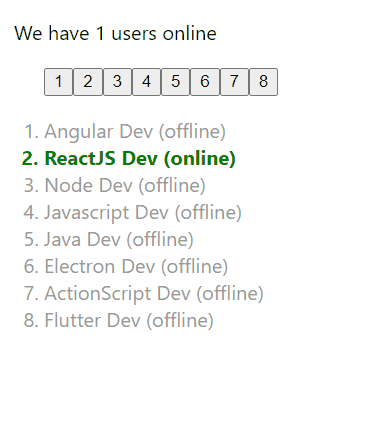 We have 1 users online
1 2 3 4 5 6 7 8
1. Angular Dev (offline)
2. ReactJS Dev (online)
3. Node Dev (offline)
4. Javascript Dev (offline)
5. Java Dev (offline)
6. Electron Dev (offline)
7. ActionScript Dev (offline)
8. Flutter Dev (offline)